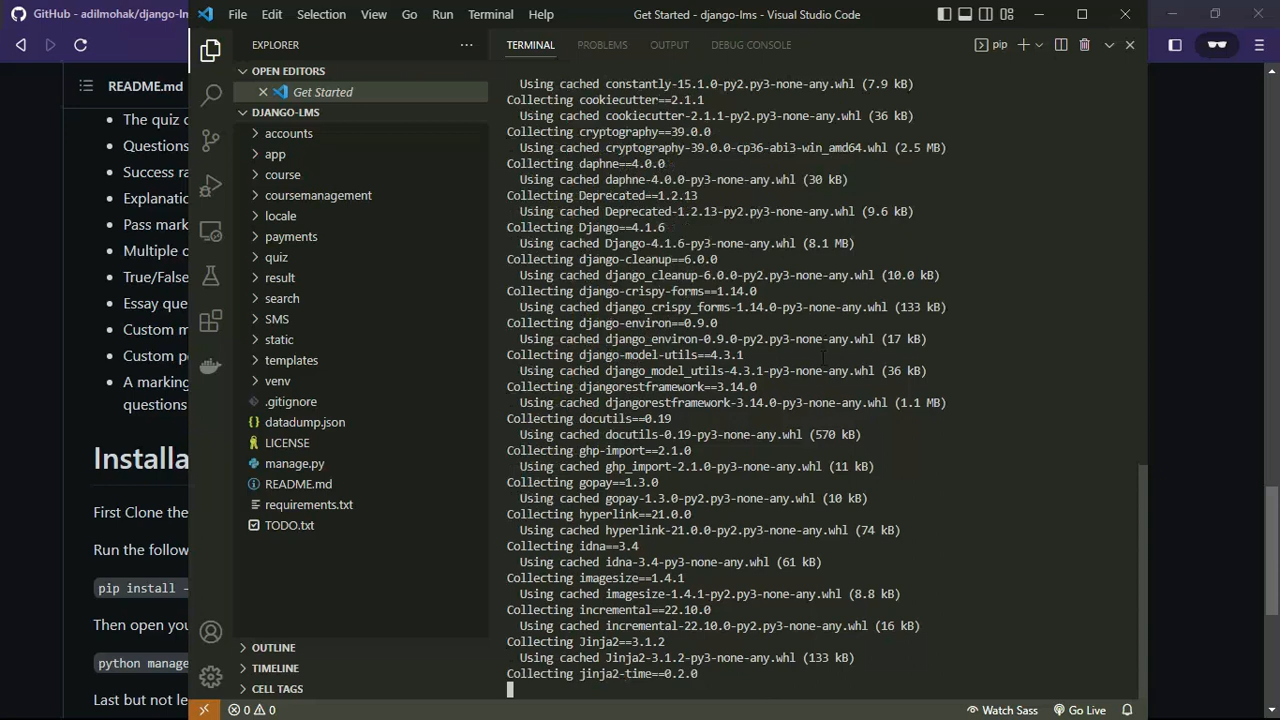 GitHub - adilmohak/django-lms
README.md
The quiz
Questions
Success ra
Explanatio
Pass mark
Multiple
True/False
Essay que
Custom m
Custom p
A marking
questions
Installa
First Clone the
Run the follow
pip install -
Then open you
python manage
Last but not le
File Edit Selection View Go Run Terminal Help
Get Started - django-lms - Visual Studio Code
EXPLORER
OPEN EDITORS
Get Started
DJANGO-LMS
accounts
app
course
coursemanagement
locale
payments
quiz
result
search
SMS
static
templates
venv
.gitignore
datadump.json
LICENSE
manage.py
README.md
requirements.txt
TODO.txt
OUTLINE
TIMELINE
CELL TAGS
TERMINAL PROBLEMS OUTPUT DEBUG CONSOLE
pip
Using cached constantly-15.1.0-py2.py3-none-any.whl (7.9 kB)
Collecting cookiecutter==2.1.1
Using cached cookiecutter-2.1.1-py2.py3-none-any.whl (36 kB)
Collecting cryptography==39.0.0
Using cached cryptography-39.0.0-cp36-abi3-win_amd64.whl (2.5 MB)
Collecting daphne==4.0.0
Using cached daphne-4.0.0-py3-none-any.whl (30 kB)
Collecting Deprecated==1.2.13
Using cached Deprecated-1.2.13-py2.py3-none-any.whl (9.6 kB)
Collecting Django==4.1.6
Using cached Django-4.1.6-py3-none-any.whl (8.1 MB)
Collecting django-cleanup==6.0.0
Using cached django_cleanup-6.0.0-py2.py3-none-any.whl (10.0 kB)
Collecting django-crispy-forms==1.14.0
Using cached django_crispy_forms-1.14.0-py3-none-any.whl (133 kB)
Collecting django-environ==0.9.0
Using cached django_environ-0.9.0-py2.py3-none-any.whl (17 kB)
Collecting django-model-utils==4.3.1
Using cached django_model_utils-4.3.1-py3-none-any.whl (36 kB)
Collecting djangorestframework==3.14.0
Using cached djangorestframework-3.14.0-py3-none-any.whl (1.1 MB)
Collecting docutils==0.19
Using cached docutils-0.19-py3-none-any.whl (570 kB)
Collecting ghp-import==2.1.0
Using cached ghp_import-2.1.0-py3-none-any.whl (11 kB)
Collecting gopay==1.3.0
Using cached gopay-1.3.0-py2.py3-none-any.whl (10 kB)
Collecting hyperlink==21.0.0
Using cached hyperlink-21.0.0-py2.py3-none-any.whl (74 kB)
Collecting idna==3.4
Using cached idna-3.4-py3-none-any.whl (61 kB)
Collecting imagesize==1.4.1
Using cached imagesize-1.4.1-py2.py3-none-any.whl (8.8 kB)
Collecting incremental==22.10.0
Using cached incremental-22.10.0-py2.py3-none-any.whl (16 kB)
Collecting Jinja2==3.1.2
Using cached Jinja2-3.1.2-py3-none-any.whl (133 kB)
Collecting jinja2-time==0.2.0
0 0
Watch Sass Go Live